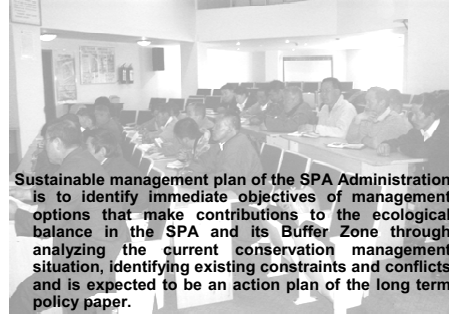 Sustainable management plan of the SPA Administration
is to identify immediate objectives of management
options that make contributions to the ecological
balance in the SPA and its Buffer Zone through
analyzing the current conservation management
situation, identifying existing constraints and conflicts
and is expected to be an action plan of the long term
policy paper.